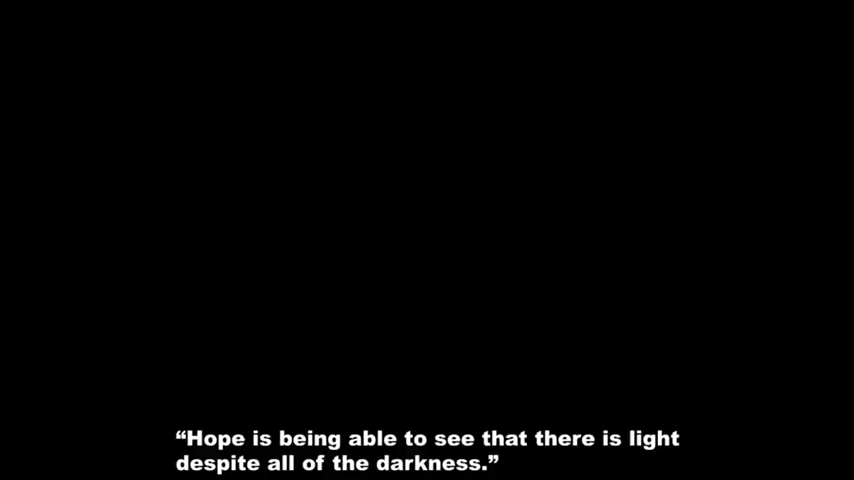 “Hope is being able to see that there is light
despite all of the darkness.”